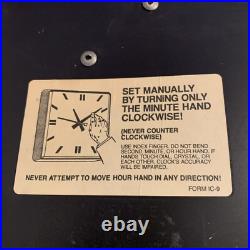 SET MANUALLY
BY TURNING ONLY
THE MINUTE HAND
CLOCKWISE!
(NEVER COUNTER
CLOCKWISE)
USE INDEX FINGER, DO NOT BEND
SECOND, MINUTE, OR HOUR HAND. IF
HANDS TOUCH DIAL, CRYSTAL, OR
EACH OTHER, CLOCK'S ACCURACY
WILL BE IMPAIRED.
NEVER ATTEMPT TO MOVE HOUR HAND IN ANY DIRECTION!
FORM IC-9